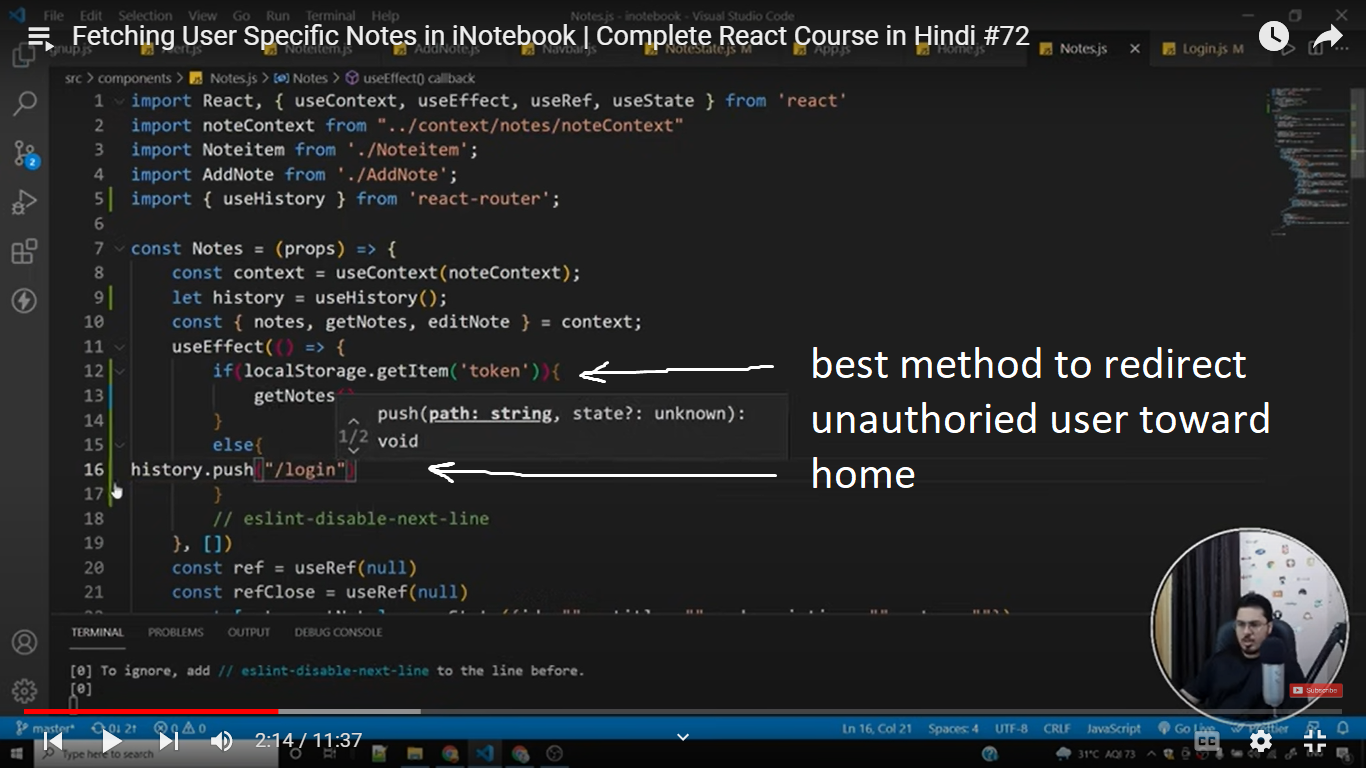 File Edit Selection View Go Run Terminal Help Notes.js - inotebook - Visual Studio Code
Fetching User Specific Notes in iNotebook | Complete React Course in Hindi #72
Notes.js Login.js M
src > components > Notes.js > Notes > useEffect() callback
1 import React, { useContext, useEffect, useRef, useState } from 'react'
2 import noteContext from "../context/notes/noteContext"
3 import Noteitem from './Noteitem';
4 import AddNote from './AddNote';
5 import { useHistory } from 'react-router';
6
7 const Notes = (props) => {
8 const context = useContext(noteContext);
9 let history = useHistory();
10 const { notes, getNotes, editNote } = context;
11 useEffect(() => {
12 if(localStorage.getItem('token')){
13 getNotes()
push(path: string, state?: unknown):
14 }
1/2 void
15 else{
16 history.push("/login")
17 }
18 // eslint-disable-next-line
19 }, [])
20 const ref = useRef(null)
21 const refClose = useRef(null)
best method to redirect
unauthoried user toward
home
2
TERMINAL PROBLEMS OUTPUT DEBUG CONSOLE
[0] To ignore, add // eslint-disable-next-line to the line before.
[0]
Subscribe
master* 0↓ 2↑ 0 0 Ln 16, Col 21 Spaces: 4 UTF-8 CRLF JavaScript Go Live Prettier
2:14 / 11:37
Type here to search 31°C AQI 73
CC